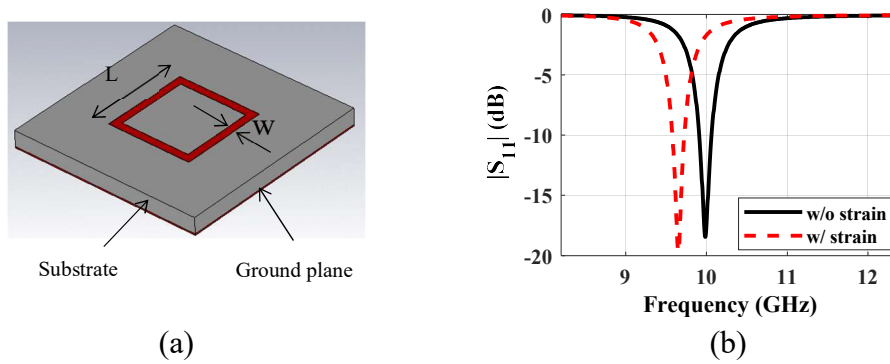 L
W
Substrate
Ground plane
(a)
|S11| (dB)
0
-5
-10
-15
-20
9
10
11
12
Frequency (GHz)
w/o strain
w/ strain
(b)